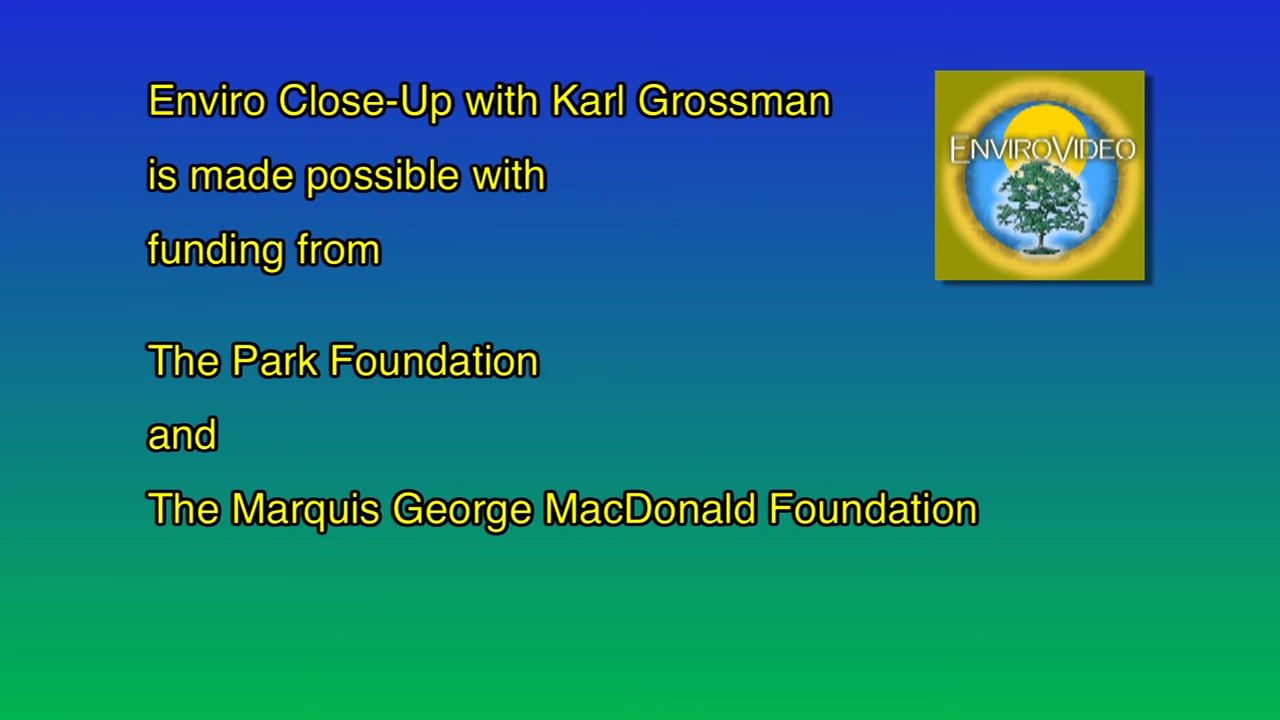 Enviro Close-Up with Karl Grossman
is made possible with
funding from
The Park Foundation
and
The Marquis George MacDonald Foundation
ENVIROVIDEO